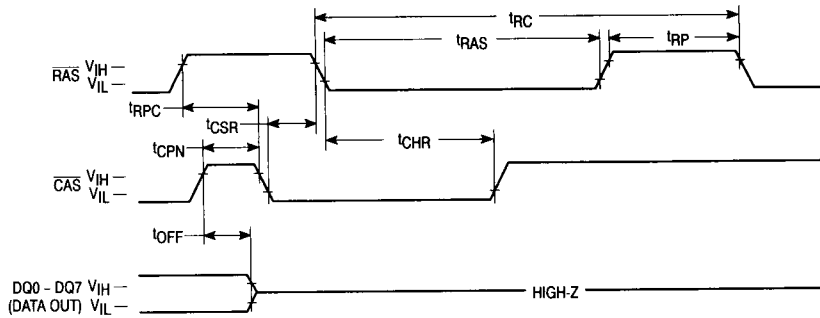 tRC
tRAS
tRP
RAS VIH
VIL
tRPC
tCSR
tCPN
tCHR
CAS VIH
VIL
tOFF
DQ0 – DQ7 VIH
(DATA OUT) VIL
HIGH-Z